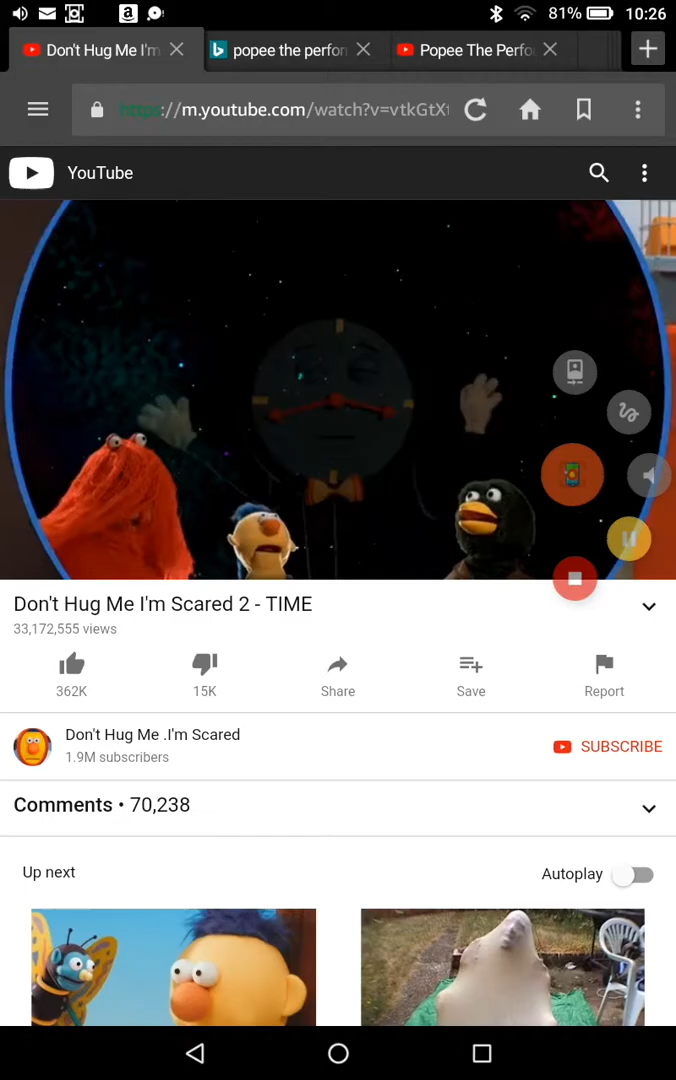 81% 10:26
Don't Hug Me I'm popee the perfor Popee The Perfo
https://m.youtube.com/watch?v=vtkGtX
YouTube
Don't Hug Me I'm Scared 2 - TIME
33,172,555 views
362K 15K Share Save Report
Don't Hug Me .I'm Scared
1.9M subscribers
SUBSCRIBE
Comments • 70,238
Up next Autoplay